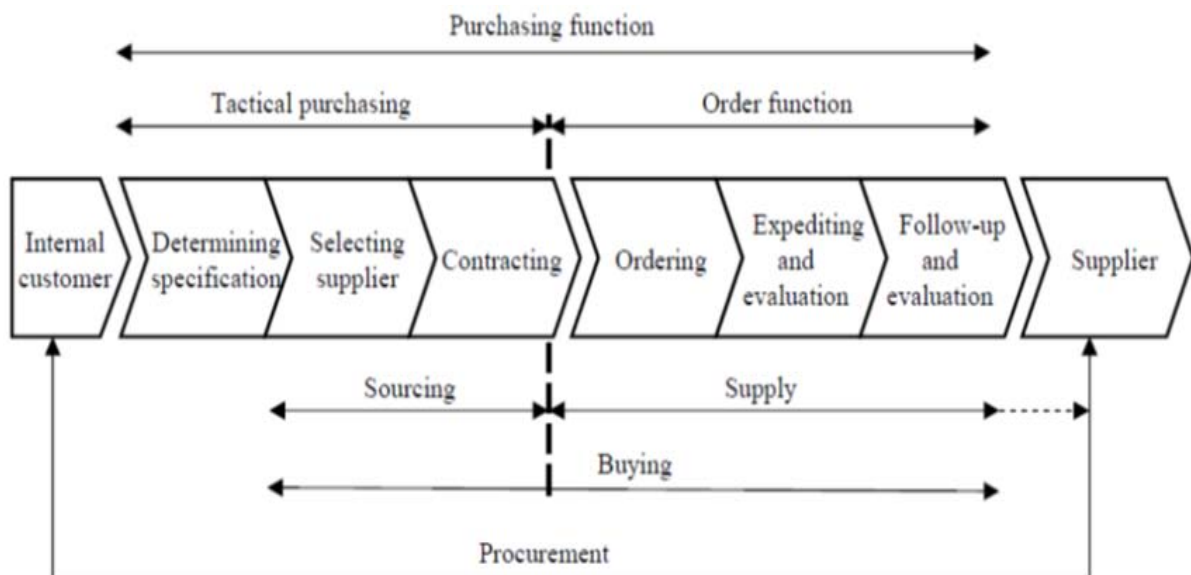 Purchasing function
Tactical purchasing
Order function
Internal
customer
Determining
specification
Selecting
supplier
Contracting
Ordering
Expediting
and
evaluation
Follow-up
and
evaluation
Supplier
Sourcing
Supply
Buying
Procurement